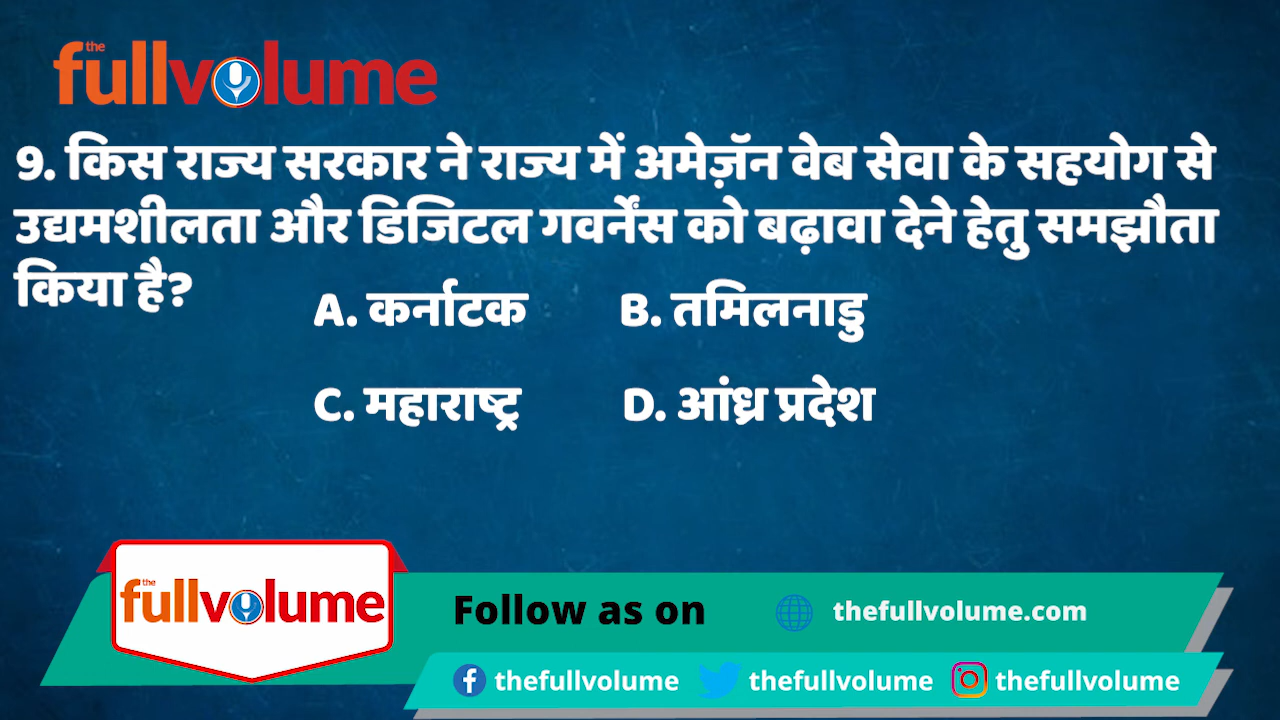 the
fullvolume
9. किस राज्य सरकार ने राज्य में अमेज़ॅन वेब सेवा के सहयोग से
उद्यमशीलता और डिजिटल गवर्नेंस को बढ़ावा देने हेतु समझौता
किया है?
A. कर्नाटक B. तमिलनाडु
C. महाराष्ट्र D. आंध्र प्रदेश
the
fullvolume
Follow as on thefullvolume.com
thefullvolume thefullvolume thefullvolume